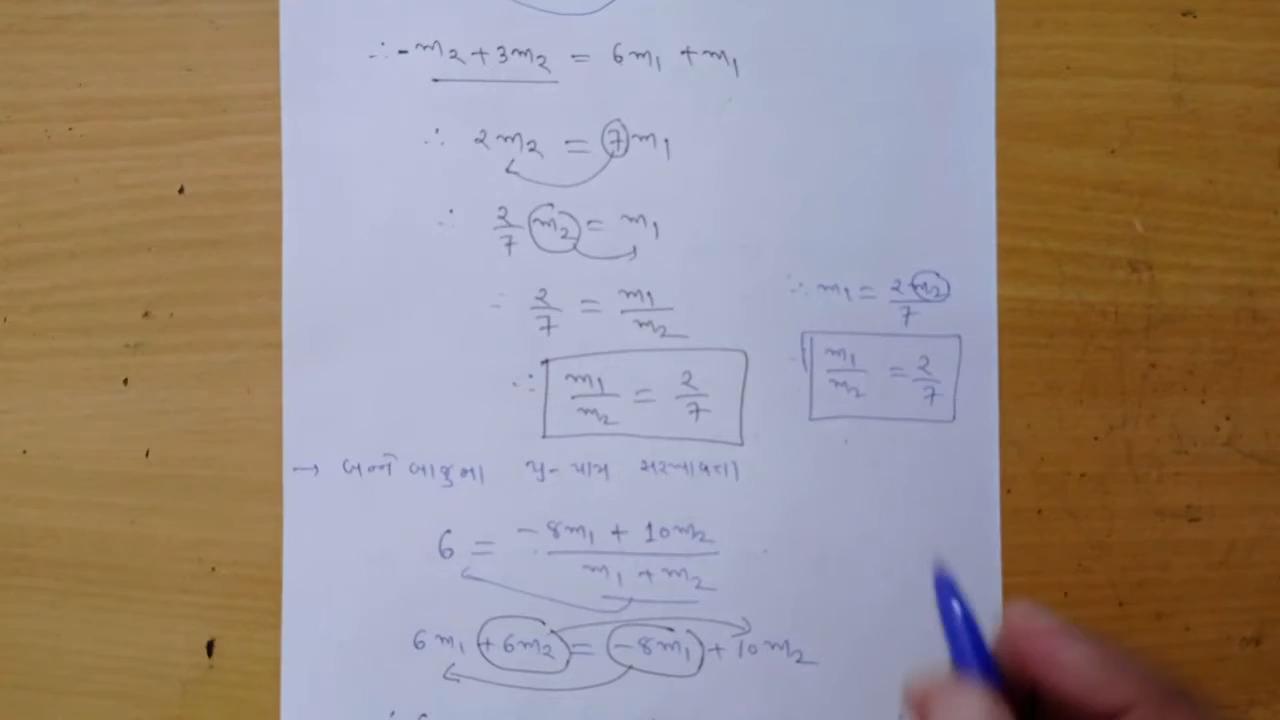 ∴ -m₂ + 3m₂ = 6m₁ + m₁
∴ 2m₂ = 7m₁
∴ 2/7 m₂ = m₁
∴ 2/7 = m₁/m₂
∴ m₁/m₂ = 2/7
∴ m₁ = 2m₂/7
m₁/m₂ = 2/7
→ બન્ને બાજુના y-યામ સરખાવતા
6 = (-8m₁ + 10m₂)/(m₁ + m₂)
6m₁ + 6m₂ = -8m₁ + 10m₂